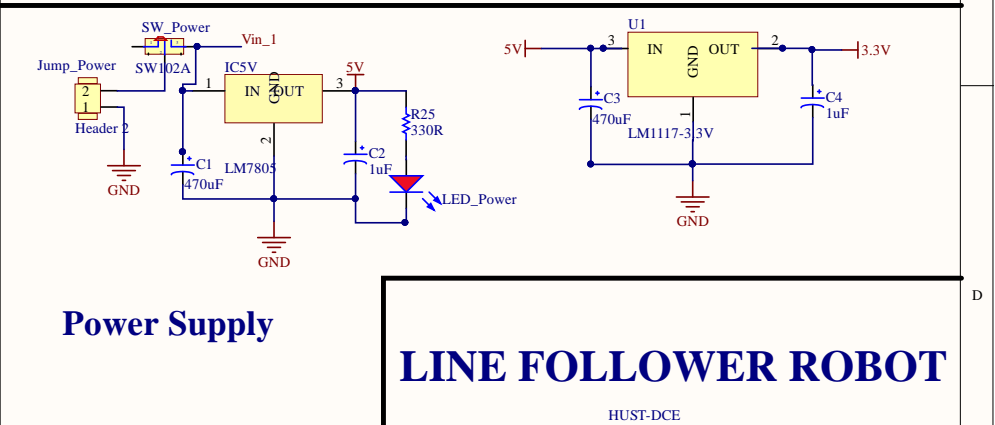 SW_Power
Vin_1
SW102A
Jump_Power
2
1
Header 2
GND
IC5V
1
IN
OUT
GND
3
2
LM7805
5V
C1
470uF
C2
1uF
R25
330R
LED_Power
GND
U1
5V
3
IN
OUT
GND
2
1
3.3V
C3
470uF
LM1117-3.3V
C4
1uF
GND
Power Supply
D
LINE FOLLOWER ROBOT
HUST-DCE